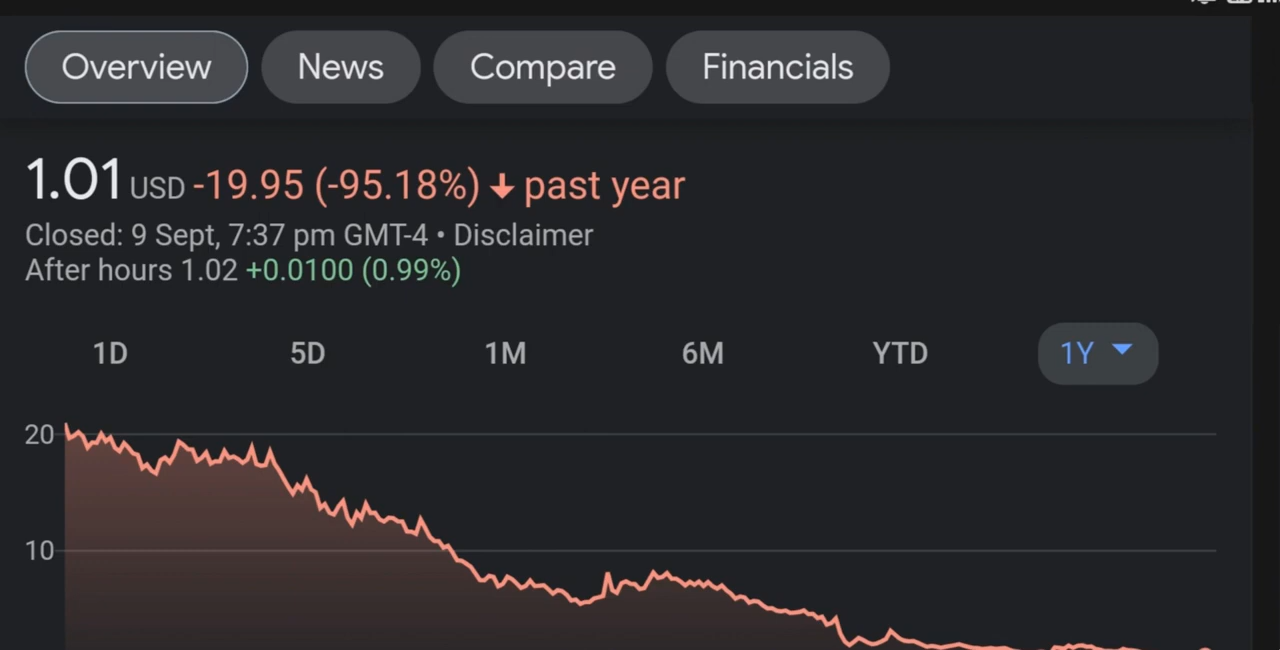 Overview News Compare Financials
1.01 USD -19.95 (-95.18%) ↓ past year
Closed: 9 Sept, 7:37 pm GMT-4 • Disclaimer
After hours 1.02 +0.0100 (0.99%)
1D 5D 1M 6M YTD 1Y
20
10